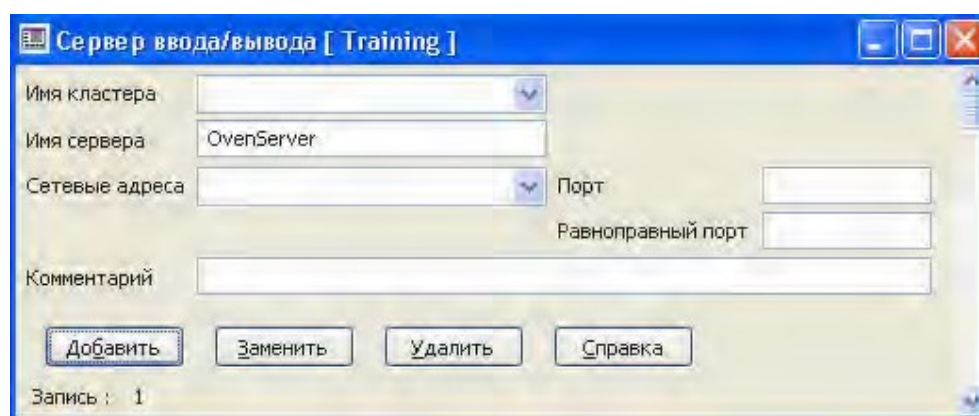 Сервер ввода/вывода [ Training ]
Имя кластера
Имя сервера OvenServer
Сетевые адреса Порт
Равноправный порт
Комментарий
Добавить Заменить Удалить Справка
Запись : 1